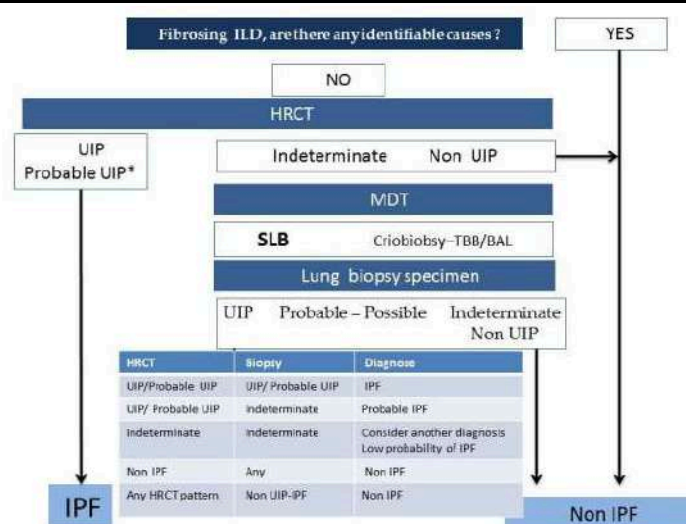 Fibrosing ILD, are there any identifiable causes ?
YES
NO
HRCT
UIP
Probable UIP*
Indeterminate Non UIP
MDT
SLB Criobiobsy–TBB/BAL
Lung biopsy specimen
UIP Probable – Possible Indeterminate
Non UIP
HRCT Biopsy Diagnose
UIP/Probable UIP UIP/ Probable UIP IPF
UIP/ Probable UIP Indeterminate Probable IPF
Indeterminate Indeterminate Consider another diagnosis
Low probability of IPF
Non IPF Any Non IPF
Any HRCT pattern Non UIP-IPF Non IPF
IPF
Non IPF